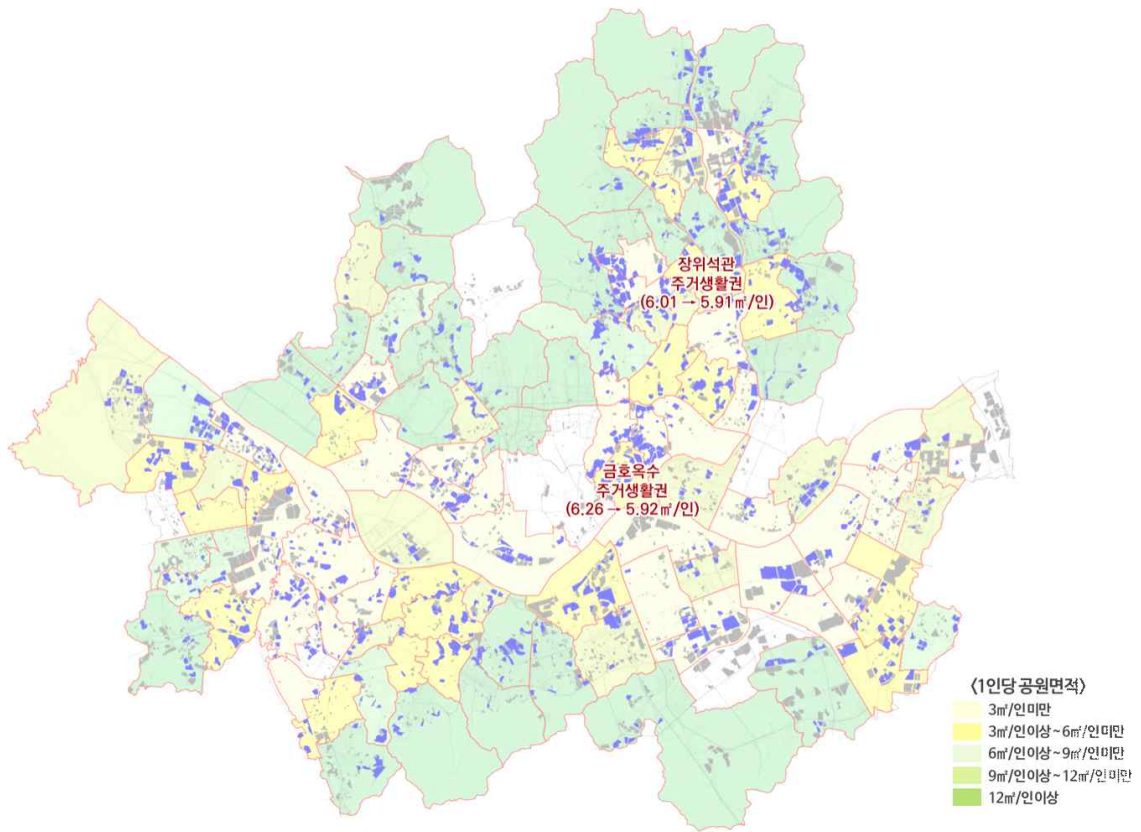 장위석관
주거생활권
(6.01 → 5.91㎡/인)
금호옥수
주거생활권
(6.26 → 5.92㎡/인)
〈1인당 공원면적〉
3㎡/인미만
3㎡/인이상~6㎡/인미만
6㎡/인이상~9㎡/인미만
9㎡/인이상~12㎡/인미만
12㎡/인이상